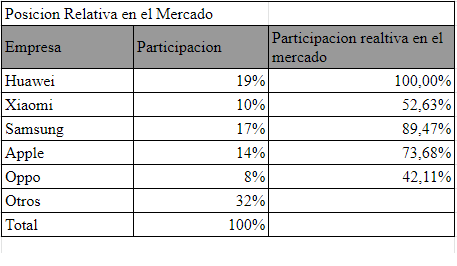 Posicion Relativa en el Mercado
Empresa Participacion Participacion realtiva en el mercado
Huawei 19% 100,00%
Xiaomi 10% 52,63%
Samsung 17% 89,47%
Apple 14% 73,68%
Oppo 8% 42,11%
Otros 32%
Total 100%